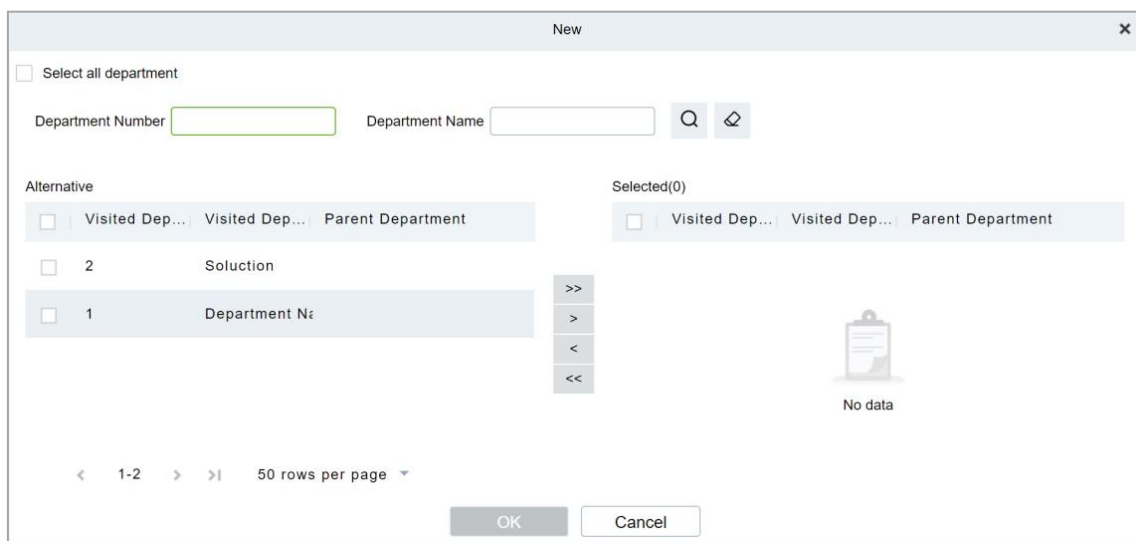 New ×
Select all department
Department Number Department Name
Alternative Selected(0)
Visited Dep... Visited Dep... Parent Department Visited Dep... Visited Dep... Parent Department
2 Soluction
1 Department Na
>>
>
<
<<
No data
< 1-2 > >| 50 rows per page
OK Cancel